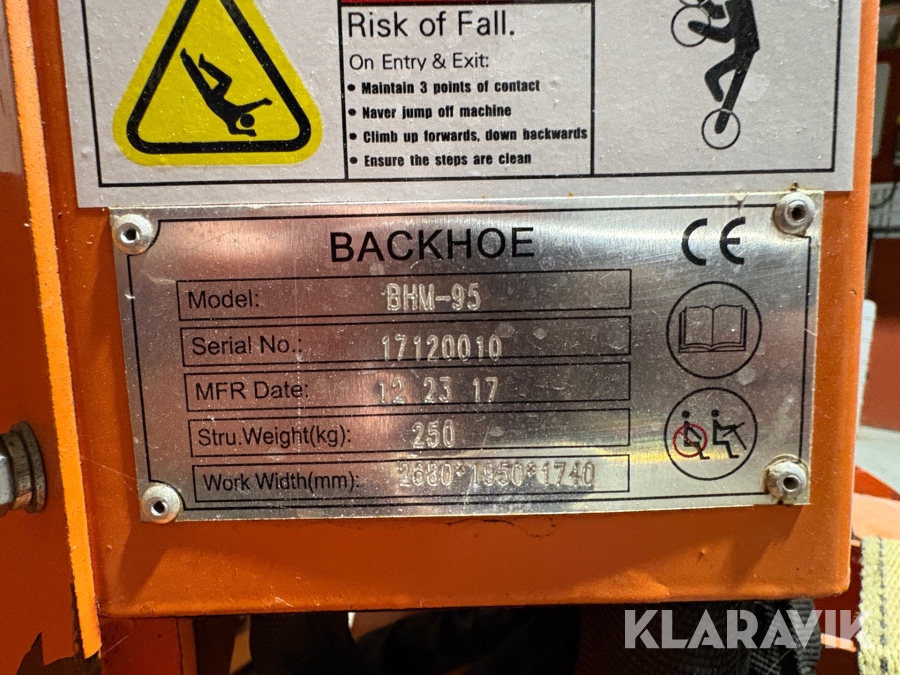 Risk of Fall.
On Entry & Exit:
• Maintain 3 points of contact
• Naver jump off machine
• Climb up forwards, down backwards
• Ensure the steps are clean
BACKHOE CE
Model: BHM-95
Serial No.: 17120010
MFR Date: 12 23 17
Stru.Weight(kg): 250
Work Width(mm): 2680*1950*1740
KLARAVIK